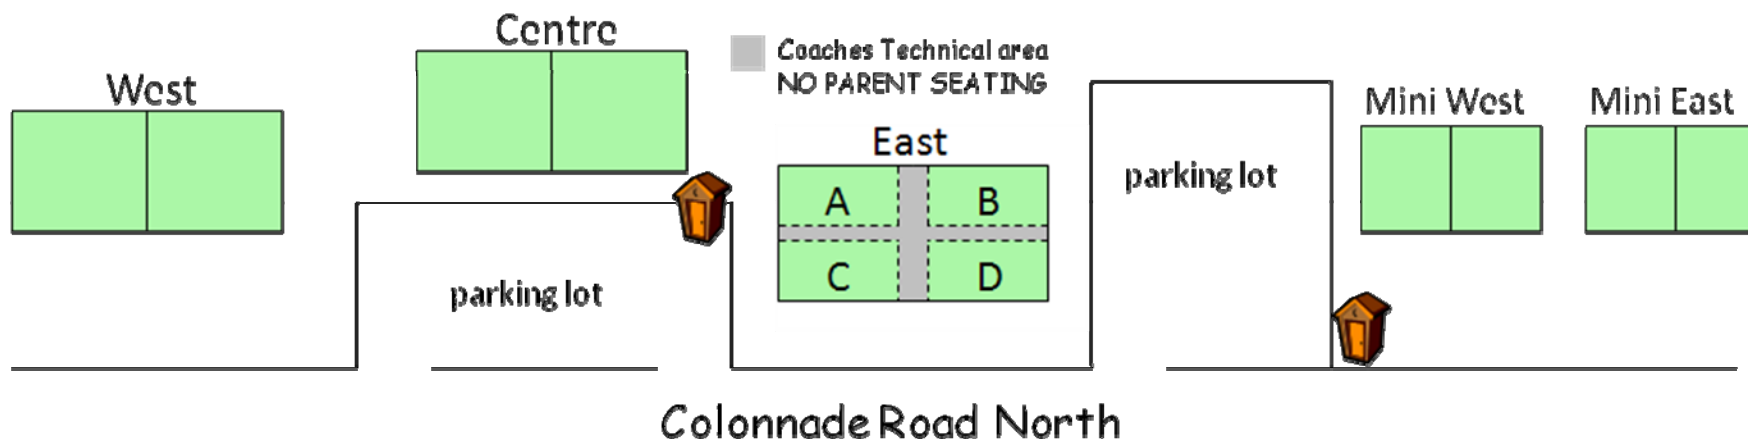 Centre
Coaches Technical area
NO PARENT SEATING
West
Mini West
Mini East
East
parking lot
A
B
C
D
parking lot
Colonnade Road North